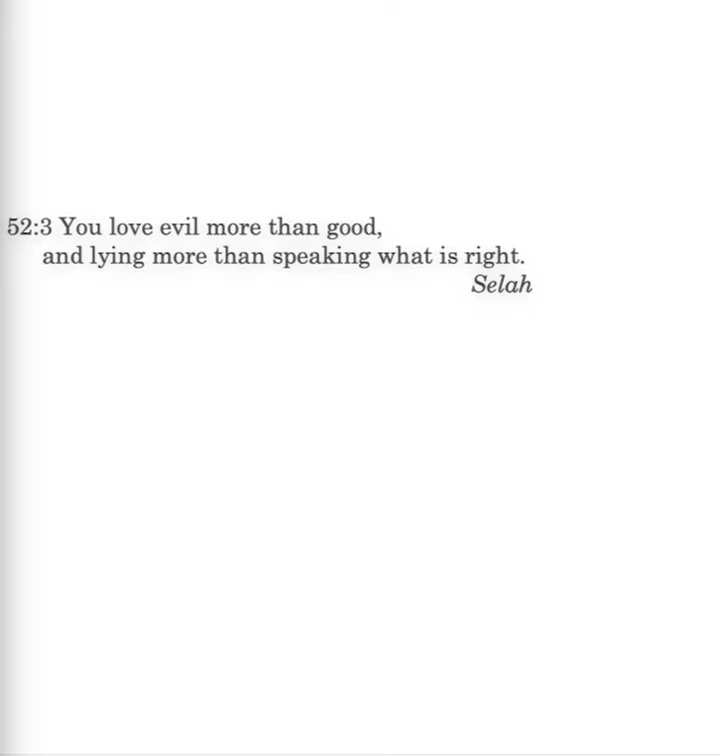 52:3 You love evil more than good,
and lying more than speaking what is right.
Selah